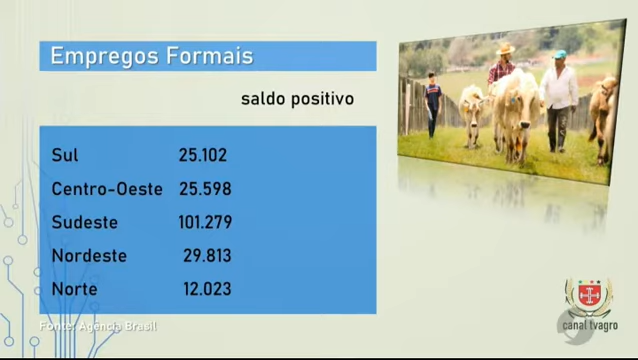 Empregos Formais
saldo positivo
Sul 25.102
Centro-Oeste 25.598
Sudeste 101.279
Nordeste 29.813
Norte 12.023
Fonte: Agência Brasil
canal tvagro